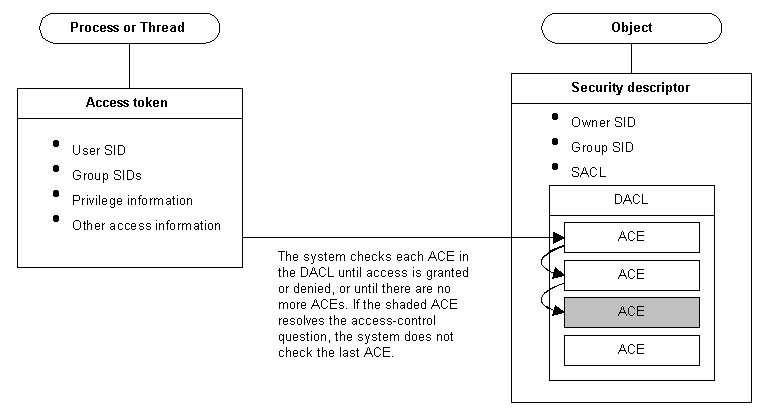 Process or Thread
Access token
User SID
Group SIDs
Privilege information
Other access information
The system checks each ACE in
the DACL until access is granted
or denied, or until there are no
more ACEs. If the shaded ACE
resolves the access-control
question, the system does not
check the last ACE.
Object
Security descriptor
Owner SID
Group SID
SACL
DACL
ACE
ACE
ACE
ACE